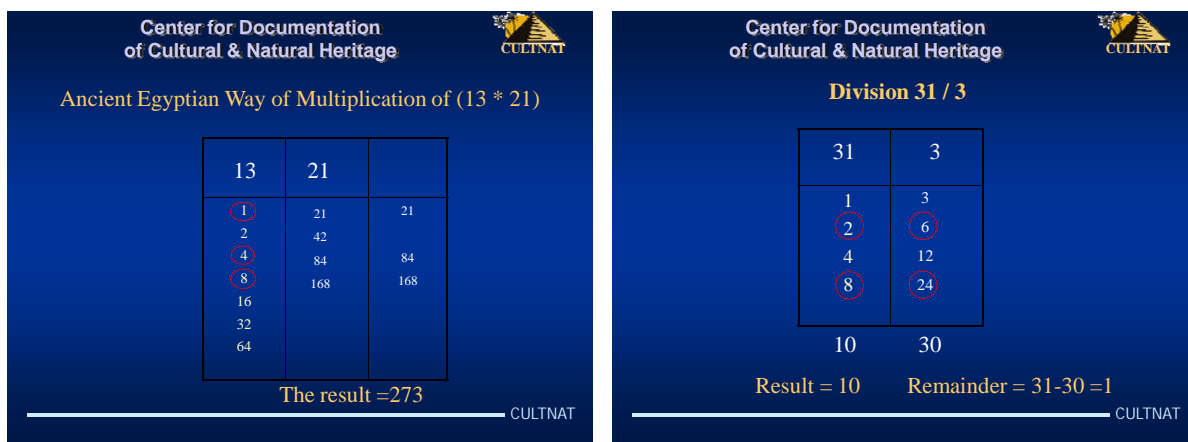 Center for Documentation
of Cultural & Natural Heritage
CULTNAT
Ancient Egyptian Way of Multiplication of (13 * 21)
13 21
1 21 21
2 42
4 84 84
8 168 168
16
32
64
The result =273
CULTNAT
Center for Documentation
of Cultural & Natural Heritage
CULTNAT
Division 31 / 3
31 3
1 3
2 6
4 12
8 24
10 30
Result = 10 Remainder = 31-30 =1
CULTNAT